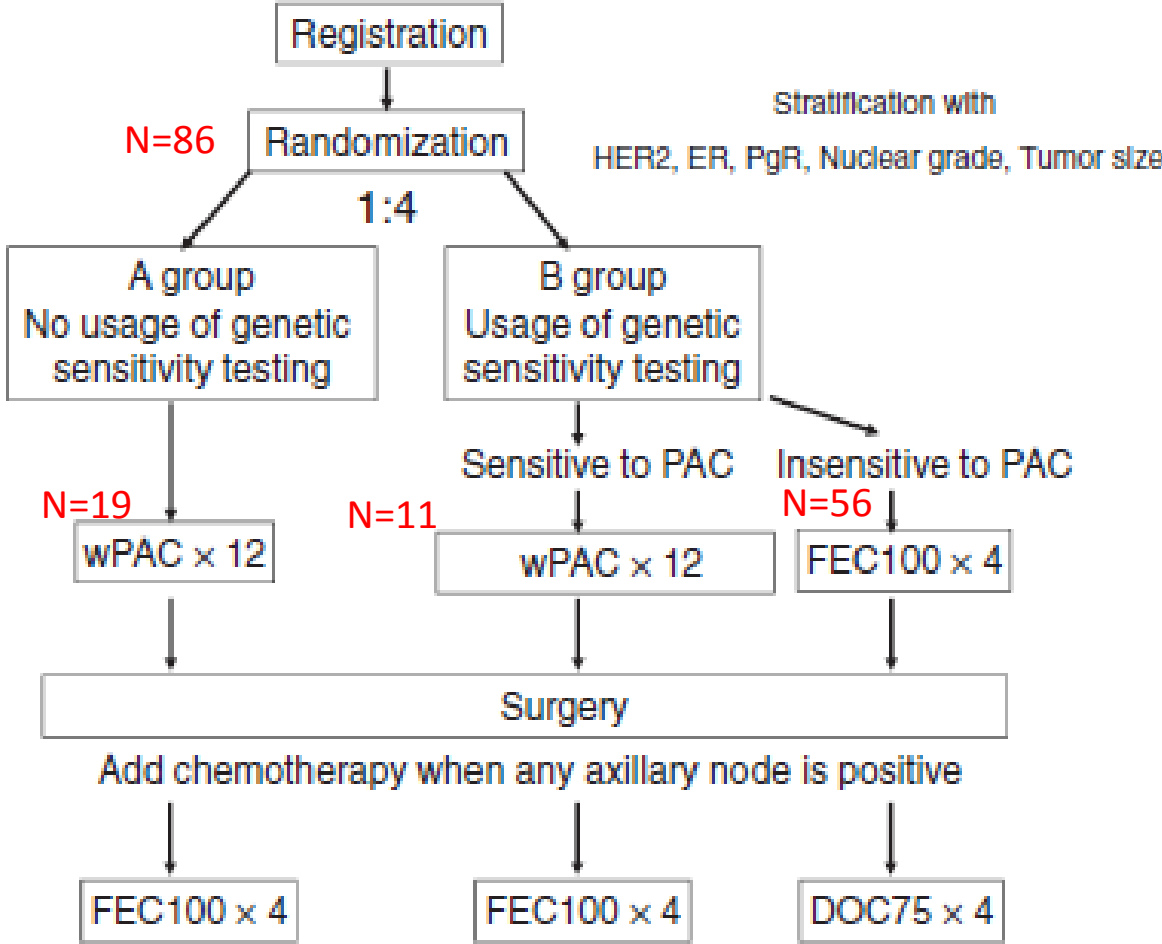 Registration
N=86
Randomization
Stratification with
HER2, ER, PgR, Nuclear grade, Tumor size
1:4
A group
No usage of genetic
sensitivity testing
B group
Usage of genetic
sensitivity testing
Sensitive to PAC
Insensitive to PAC
N=19
N=11
N=56
wPAC × 12
wPAC × 12
FEC100 × 4
Surgery
Add chemotherapy when any axillary node is positive
FEC100 × 4
FEC100 × 4
DOC75 × 4